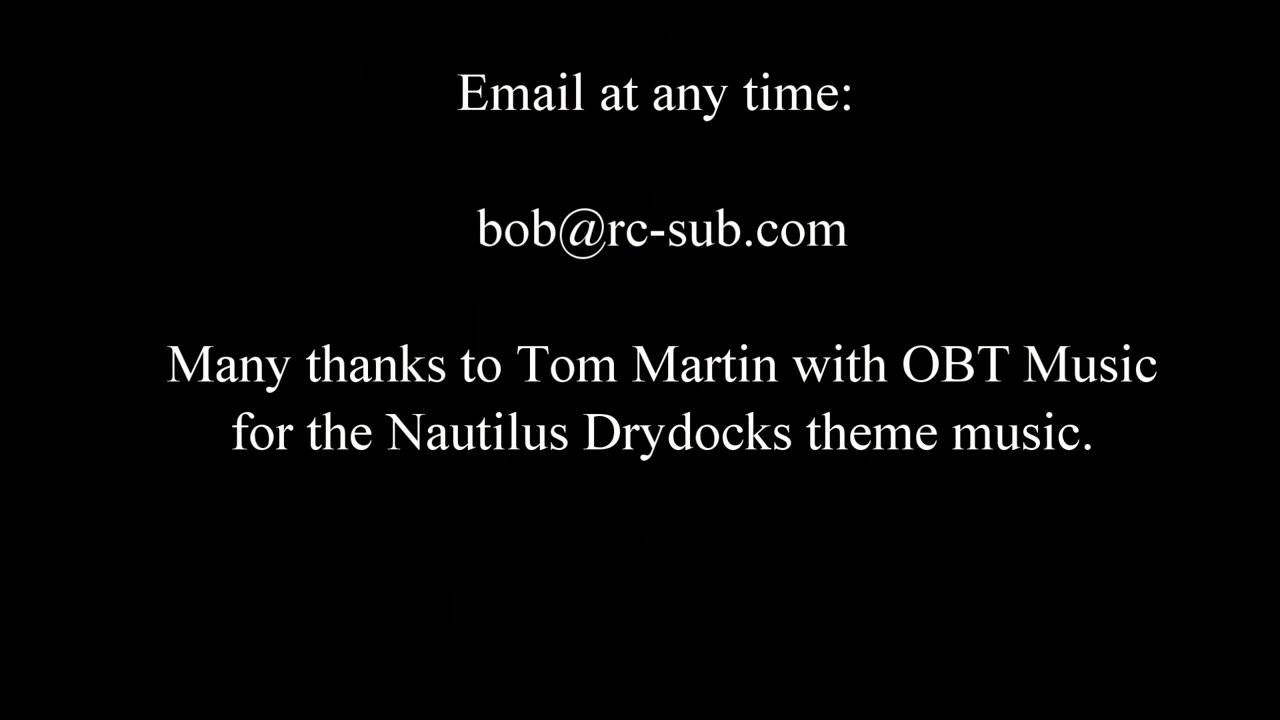 Email at any time:
bob@rc-sub.com
Many thanks to Tom Martin with OBT Music
for the Nautilus Drydocks theme music.